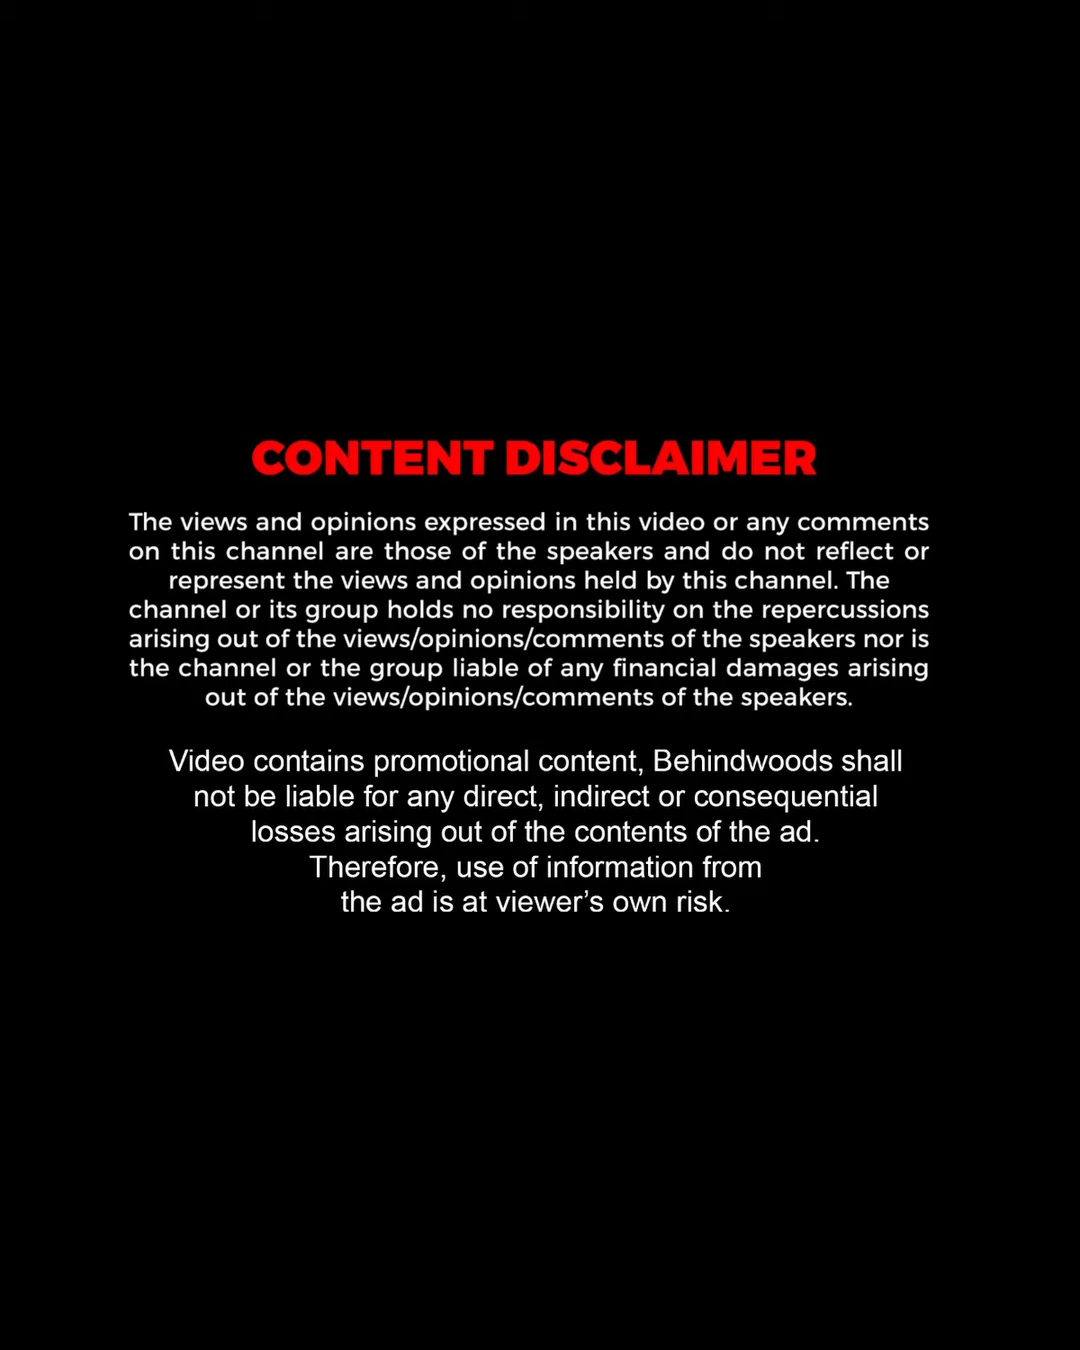 CONTENT DISCLAIMER
The views and opinions expressed in this video or any comments
on this channel are those of the speakers and do not reflect or
represent the views and opinions held by this channel. The
channel or its group holds no responsibility on the repercussions
arising out of the views/opinions/comments of the speakers nor is
the channel or the group liable of any financial damages arising
out of the views/opinions/comments of the speakers.
Video contains promotional content, Behindwoods shall
not be liable for any direct, indirect or consequential
losses arising out of the contents of the ad.
Therefore, use of information from
the ad is at viewer’s own risk.